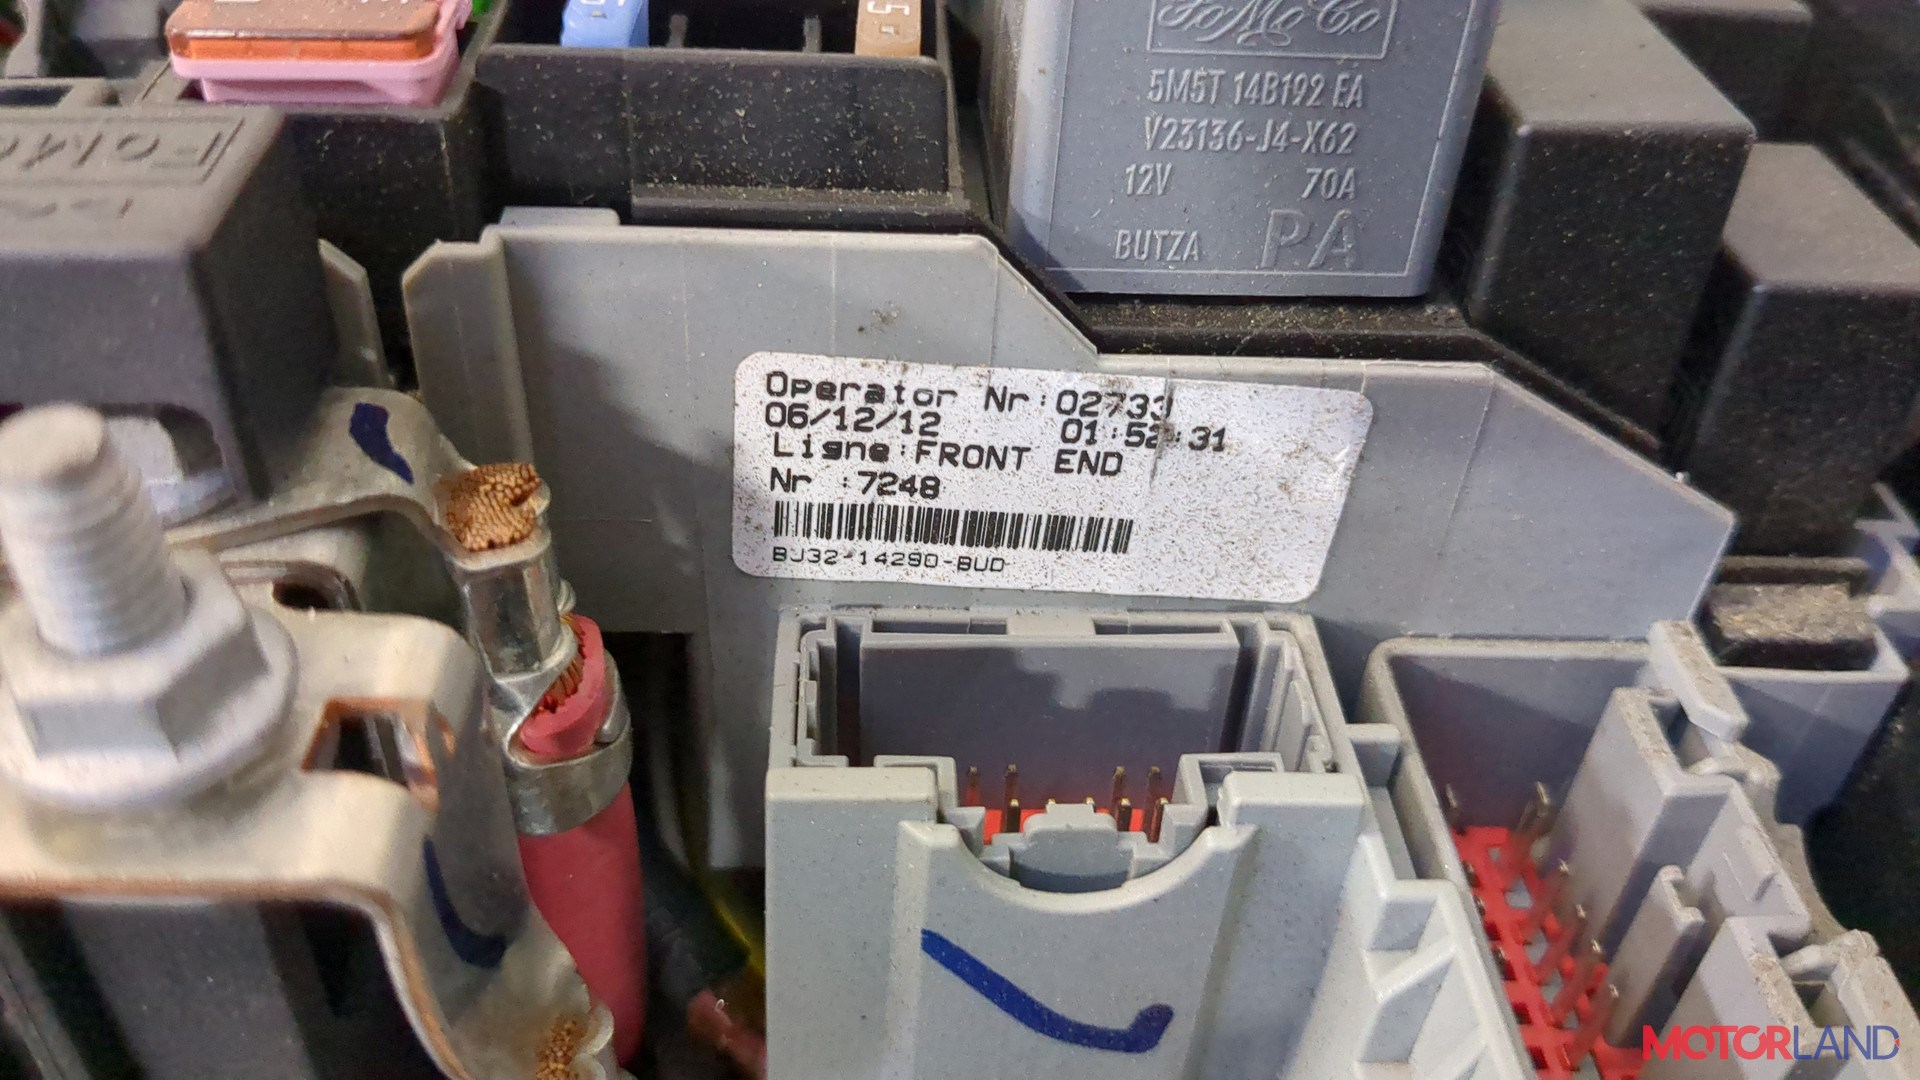 FoMoCo
5M5T 14B192 EA
V23136-J4-X62
12V 70A
BUTZA PA
Operator Nr:02733
06/12/12 01:52:31
Ligne:FRONT END
Nr :7248
BJ32-14290-BUD
MOTORLAND